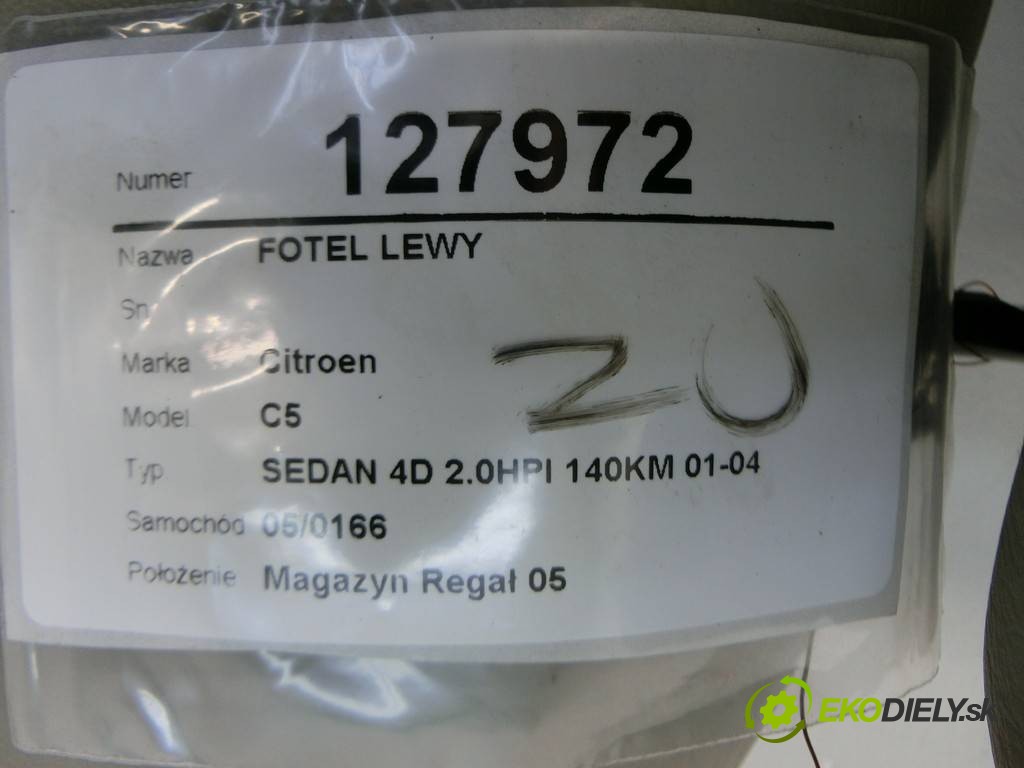 Numer 127972
Nazwa FOTEL LEWY
Sn
Marka Citroen
Model C5
Typ SEDAN 4D 2.0HPI 140KM 01-04
Samochód 05/0166
Położenie Magazyn Regał 05
ZU
EKODIELY.sk